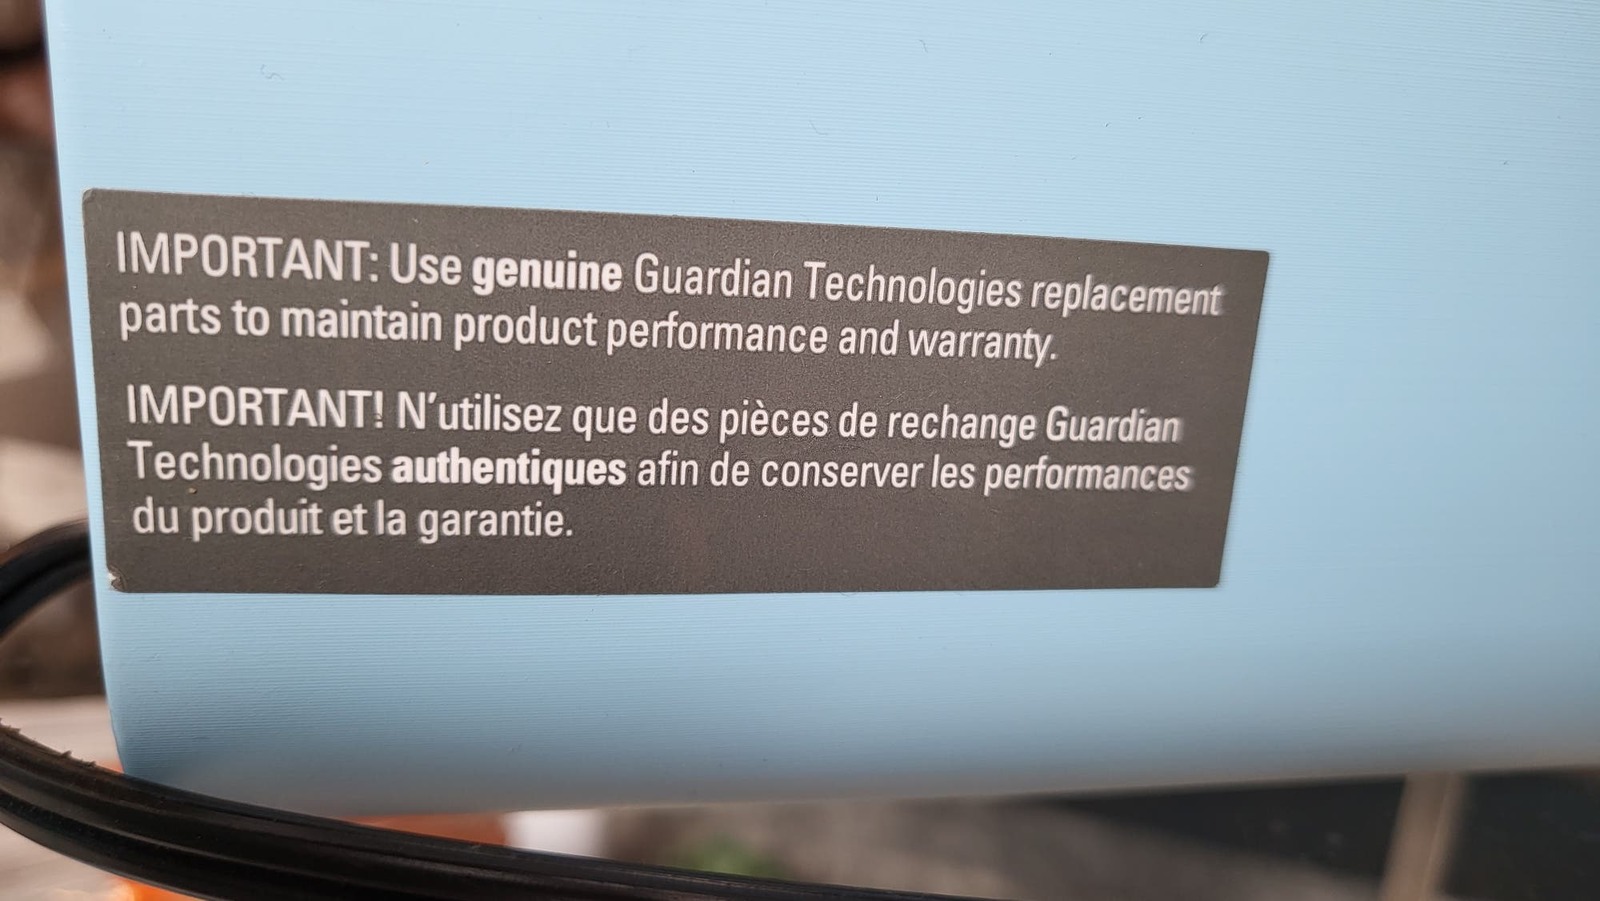 IMPORTANT: Use genuine Guardian Technologies replacement
parts to maintain product performance and warranty.
IMPORTANT! N'utilisez que des pièces de rechange Guardian
Technologies authentiques afin de conserver les performances
du produit et la garantie.